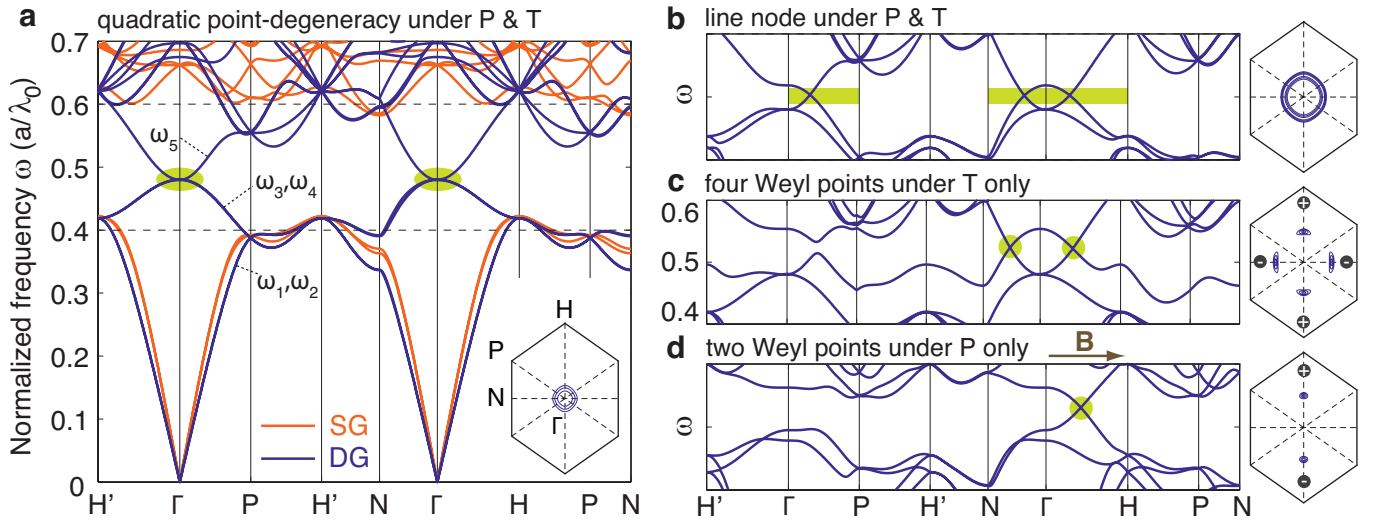 a quadratic point-degeneracy under P & T
Normalized frequency ω (a/λ0)
0.7
0.6
0.5
0.4
0.3
0.2
0.1
0
ω5
ω3,ω4
ω1,ω2
SG
DG
H
P
N
Γ
H' Γ P H' N Γ H P N
b line node under P & T
ω
c four Weyl points under T only
0.6
0.5
0.4
+
- -
+
d two Weyl points under P only
B
ω
+
-
H' Γ P H' N Γ H P N